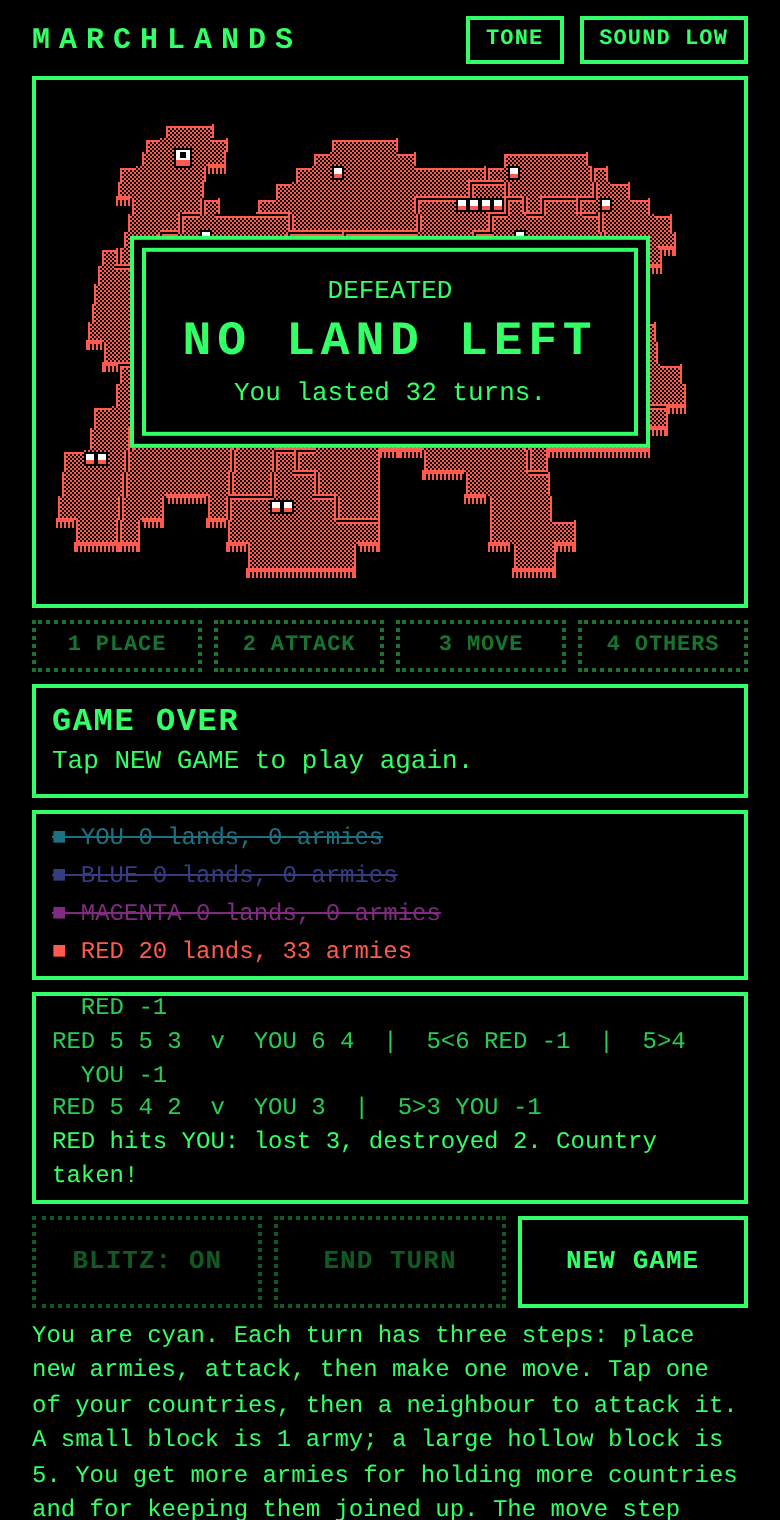 MARCHLANDS
TONE
SOUND LOW
DEFEATED
NO LAND LEFT
You lasted 32 turns.
1 PLACE
2 ATTACK
3 MOVE
4 OTHERS
GAME OVER
Tap NEW GAME to play again.
YOU 0 lands, 0 armies
BLUE 0 lands, 0 armies
MAGENTA 0 lands, 0 armies
RED 20 lands, 33 armies
RED -1
RED 5 5 3  v  YOU 6 4  |  5<6 RED -1  |  5>4
YOU -1
RED 5 4 2  v  YOU 3  |  5>3 YOU -1
RED hits YOU: lost 3, destroyed 2. Country
taken!
BLITZ: ON
END TURN
NEW GAME
You are cyan. Each turn has three steps: place
new armies, attack, then make one move. Tap one
of your countries, then a neighbour to attack it.
A small block is 1 army; a large hollow block is
5. You get more armies for holding more countries
and for keeping them joined up. The move step